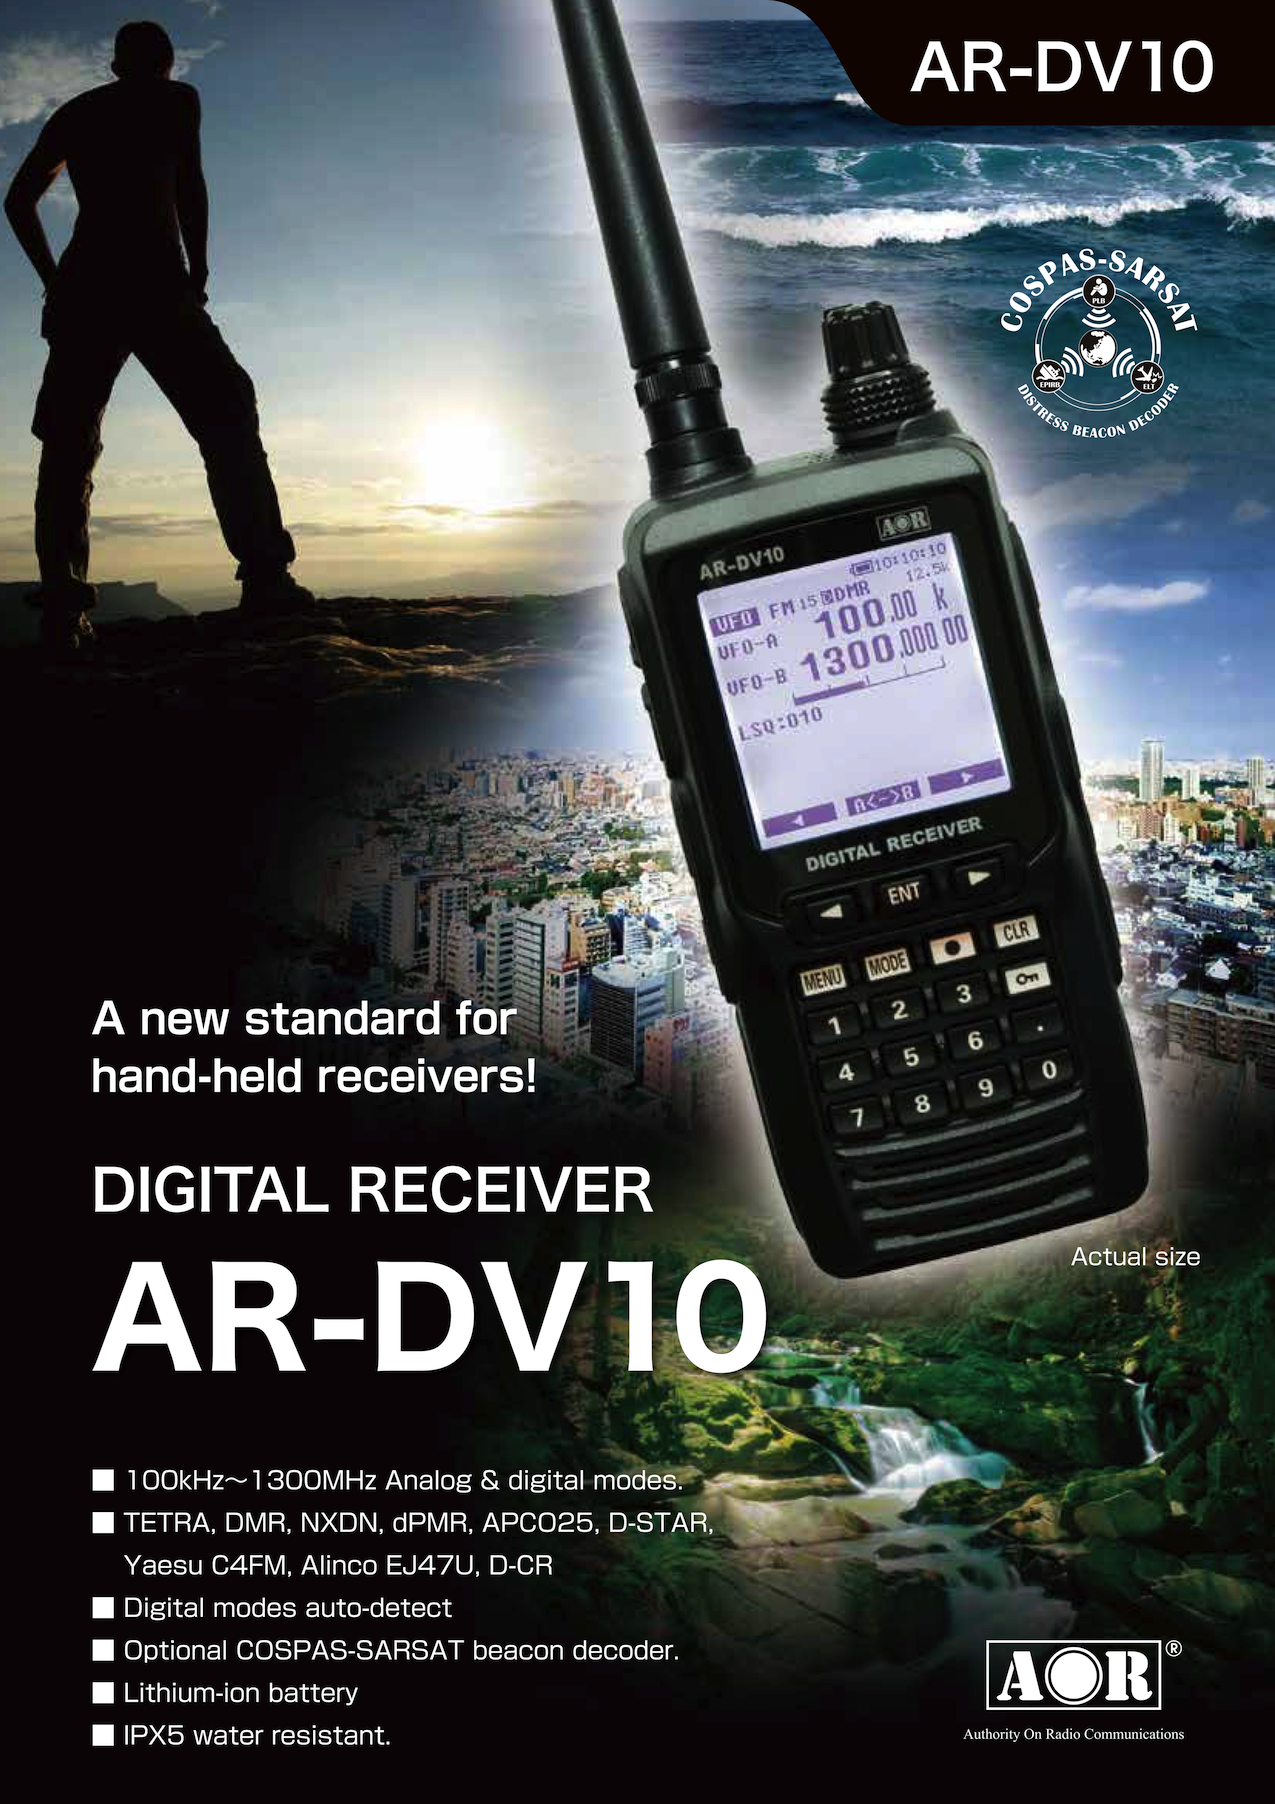 AR-DV10
COSPAS-SARSAT
PLB
EPIRB
ELT
DISTRESS BEACON DECODER
AOR
AR-DV10
10:10:10
12.5k
VFO FM 15 DMR
VFO-A 100.00 k
VFO-B 1300.000 00
LSQ:010
A<->B
DIGITAL RECEIVER
ENT
MENU MODE CLR
1 2 3
4 5 6 .
7 8 9 0
A new standard for
hand-held receivers!
DIGITAL RECEIVER
AR-DV10
Actual size
■ 100kHz～1300MHz Analog & digital modes.
■ TETRA, DMR, NXDN, dPMR, APCO25, D-STAR,
Yaesu C4FM, Alinco EJ47U, D-CR
■ Digital modes auto-detect
■ Optional COSPAS-SARSAT beacon decoder.
■ Lithium-ion battery
■ IPX5 water resistant.
AOR®
Authority On Radio Communications